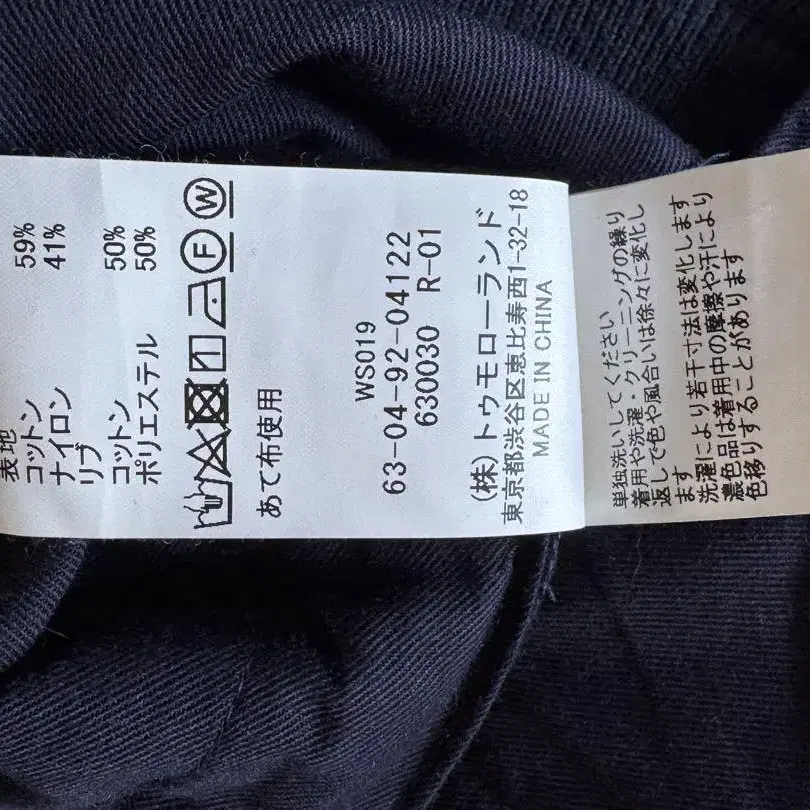 表地
コットン 59%
ナイロン 41%
リブ
コットン 50%
ポリエステル 50%
F W
あて布使用
WS019
63-04-92-04122
630030 R-01
(株)トゥモローランド
東京都渋谷区恵比寿西1-32-18
MADE IN CHINA
単独洗いしてください
着用や洗濯・クリーニングの繰り
返しで色や風合いは徐々に変化し
ます
洗濯により若干寸法は変化します
濃色品は着用中の摩擦や汗により
色移りすることがあります